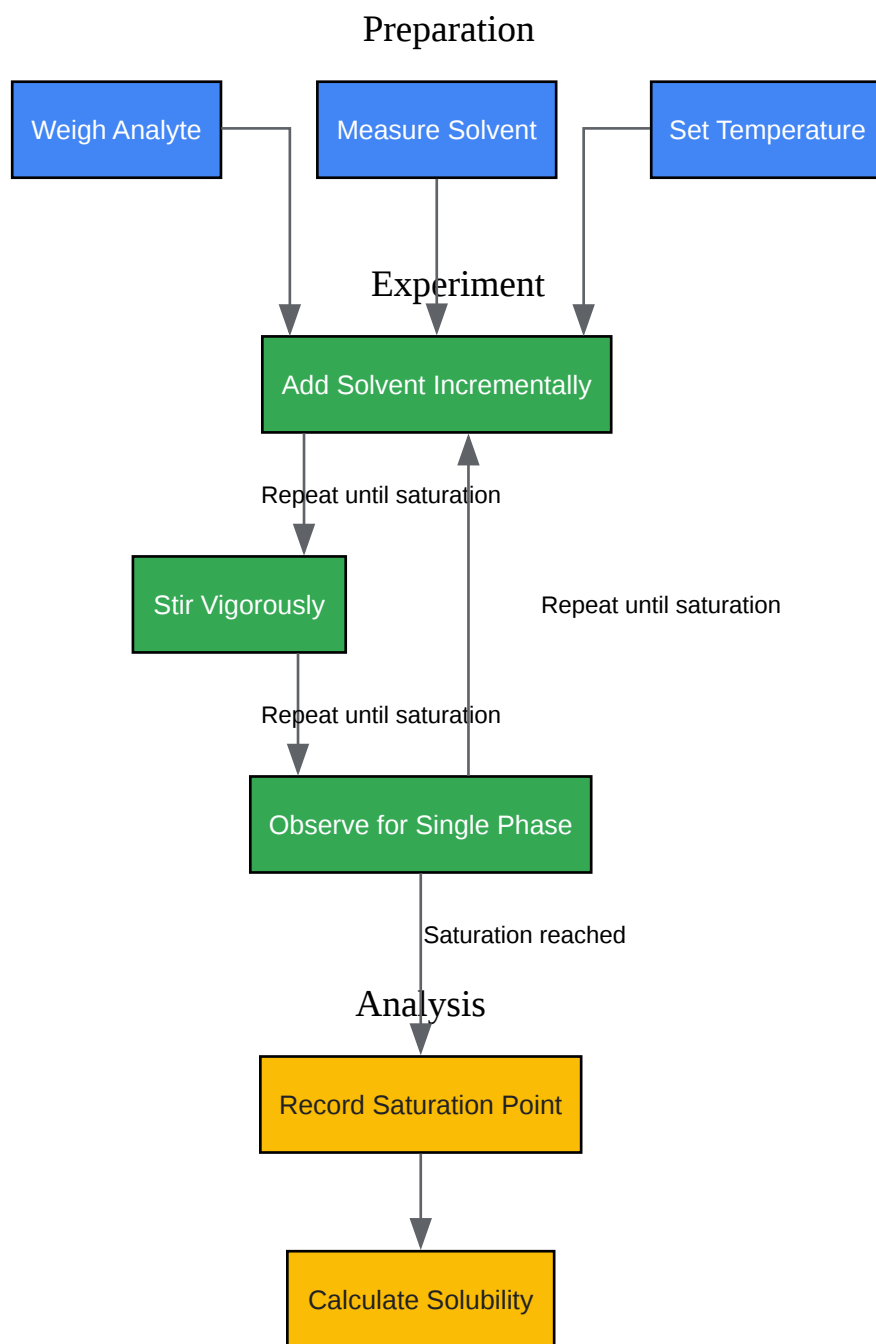 Preparation
Weigh Analyte
Measure Solvent
Set Temperature
Experiment
Add Solvent Incrementally
Repeat until saturation
Stir Vigorously
Repeat until saturation
Repeat until saturation
Observe for Single Phase
Saturation reached
Analysis
Record Saturation Point
Calculate Solubility